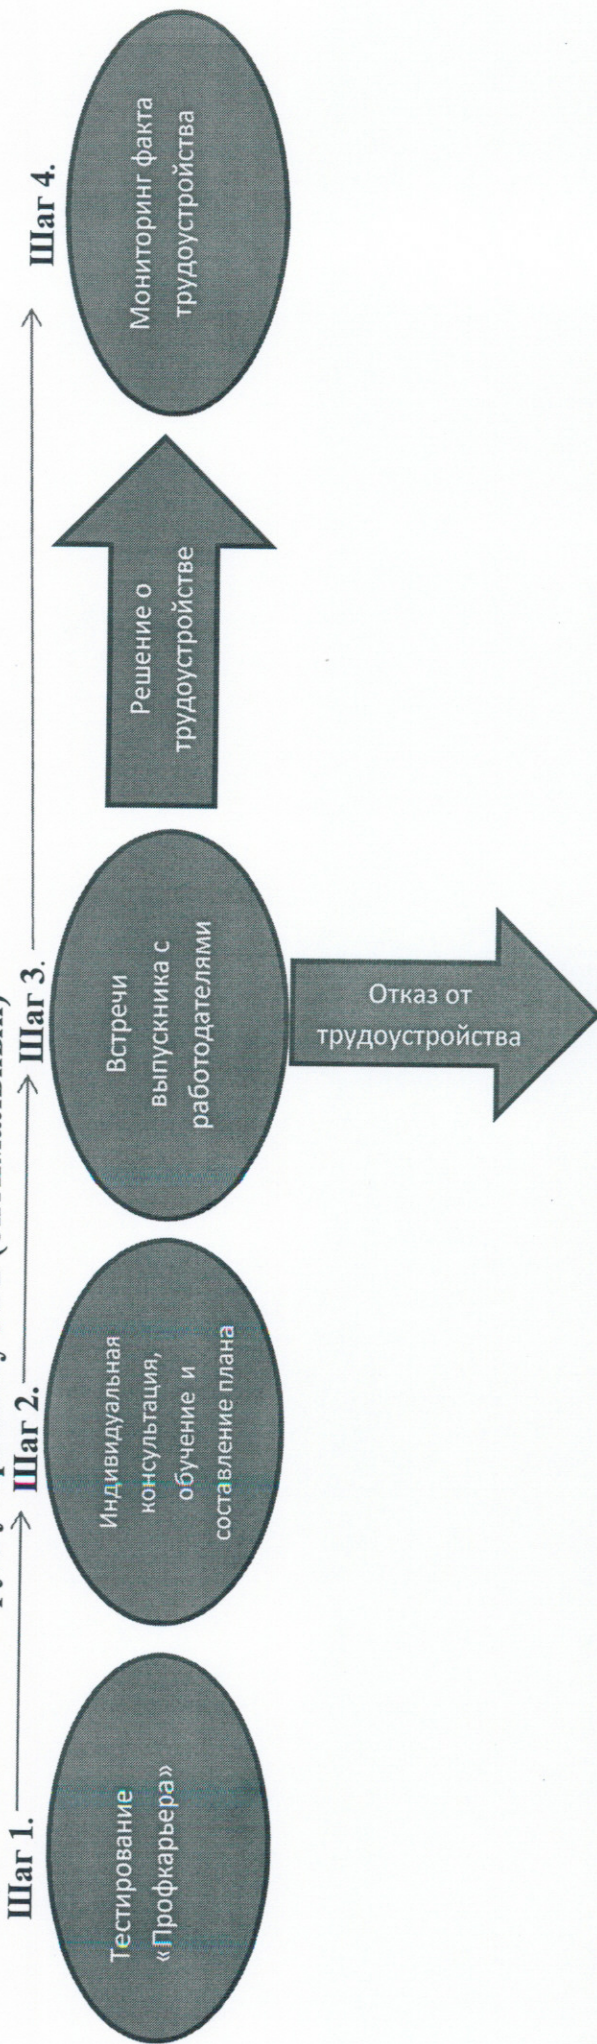 Шаг 1.
Шаг 2.
Шаг 3.
Шаг 4.
Тестирование
«Профкарьера»
Индивидуальная
консультация,
обучение и
составление плана
Встречи
выпускника с
работодателями
Решение о
трудоустройстве
Мониторинг факта
трудоустройства
Отказ от
трудоустройства